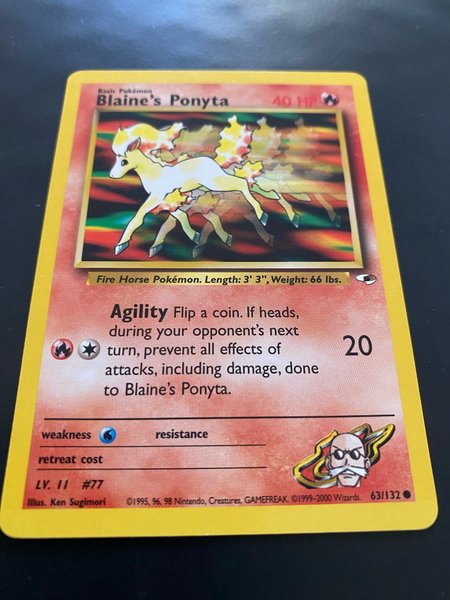 Basic Pokémon
Blaine's Ponyta 40 HP
Fire Horse Pokémon. Length: 3' 3", Weight: 66 lbs.
Agility Flip a coin. If heads,
during your opponent's next
turn, prevent all effects of
attacks, including damage, done
to Blaine's Ponyta.
20
weakness resistance
retreat cost
LV. 11 #77
Illus. Ken Sugimori ©1995, 96, 98 Nintendo, Creatures, GAMEFREAK. ©1999-2000 Wizards. 63/132